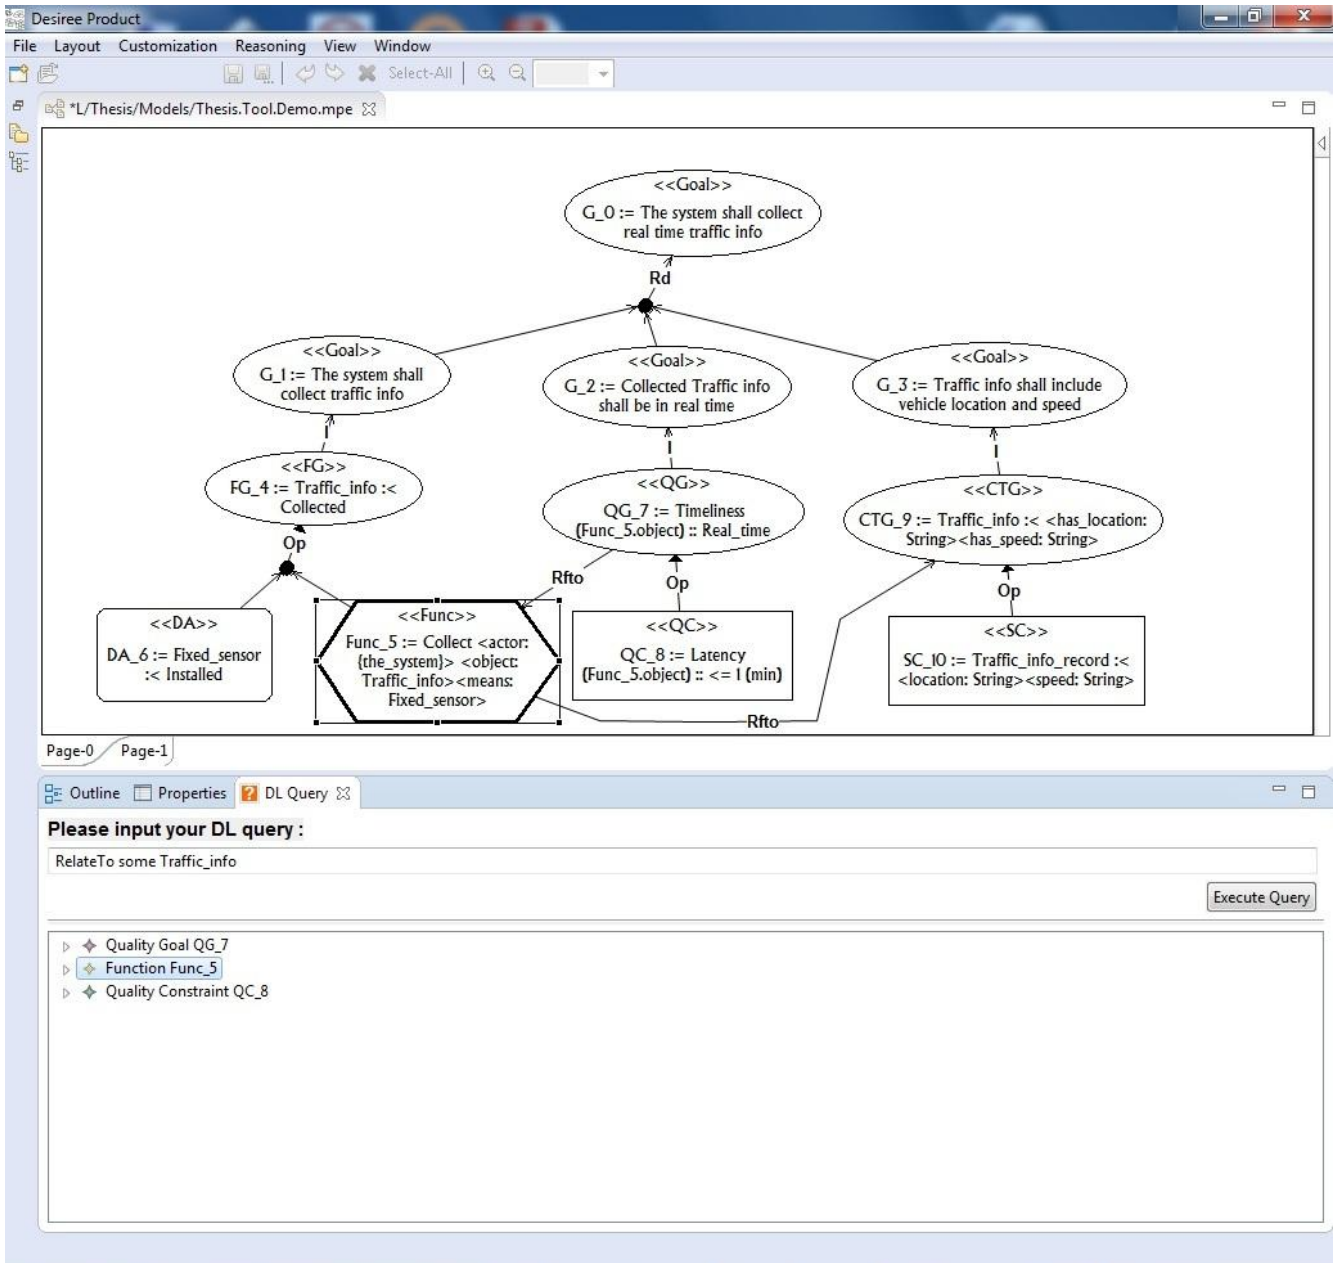 Desiree Product
File Layout Customization Reasoning View Window
Select-All
*L/Thesis/Models/Thesis.Tool.Demo.mpe
<<Goal>>
G_0 := The system shall collect
real time traffic info
Rd
<<Goal>>
G_1 := The system shall
collect traffic info
<<Goal>>
G_2 := Collected Traffic info
shall be in real time
<<Goal>>
G_3 := Traffic info shall include
vehicle location and speed
I
I
I
<<FG>>
FG_4 := Traffic_info :<
Collected
<<QG>>
QG_7 := Timeliness
(Func_5.object) :: Real_time
<<CTG>>
CTG_9 := Traffic_info :< <has_location:
String><has_speed: String>
Op
Rfto
Op
Op
<<DA>>
DA_6 := Fixed_sensor
:< Installed
<<Func>>
Func_5 := Collect <actor:
{the_system}> <object:
Traffic_info><means:
Fixed_sensor>
<<QC>>
QC_8 := Latency
(Func_5.object) :: <= 1 (min)
<<SC>>
SC_10 := Traffic_info_record :<
<location: String><speed: String>
Rfto
Page-0 Page-1
Outline Properties DL Query
Please input your DL query :
RelateTo some Traffic_info
Execute Query
Quality Goal QG_7
Function Func_5
Quality Constraint QC_8